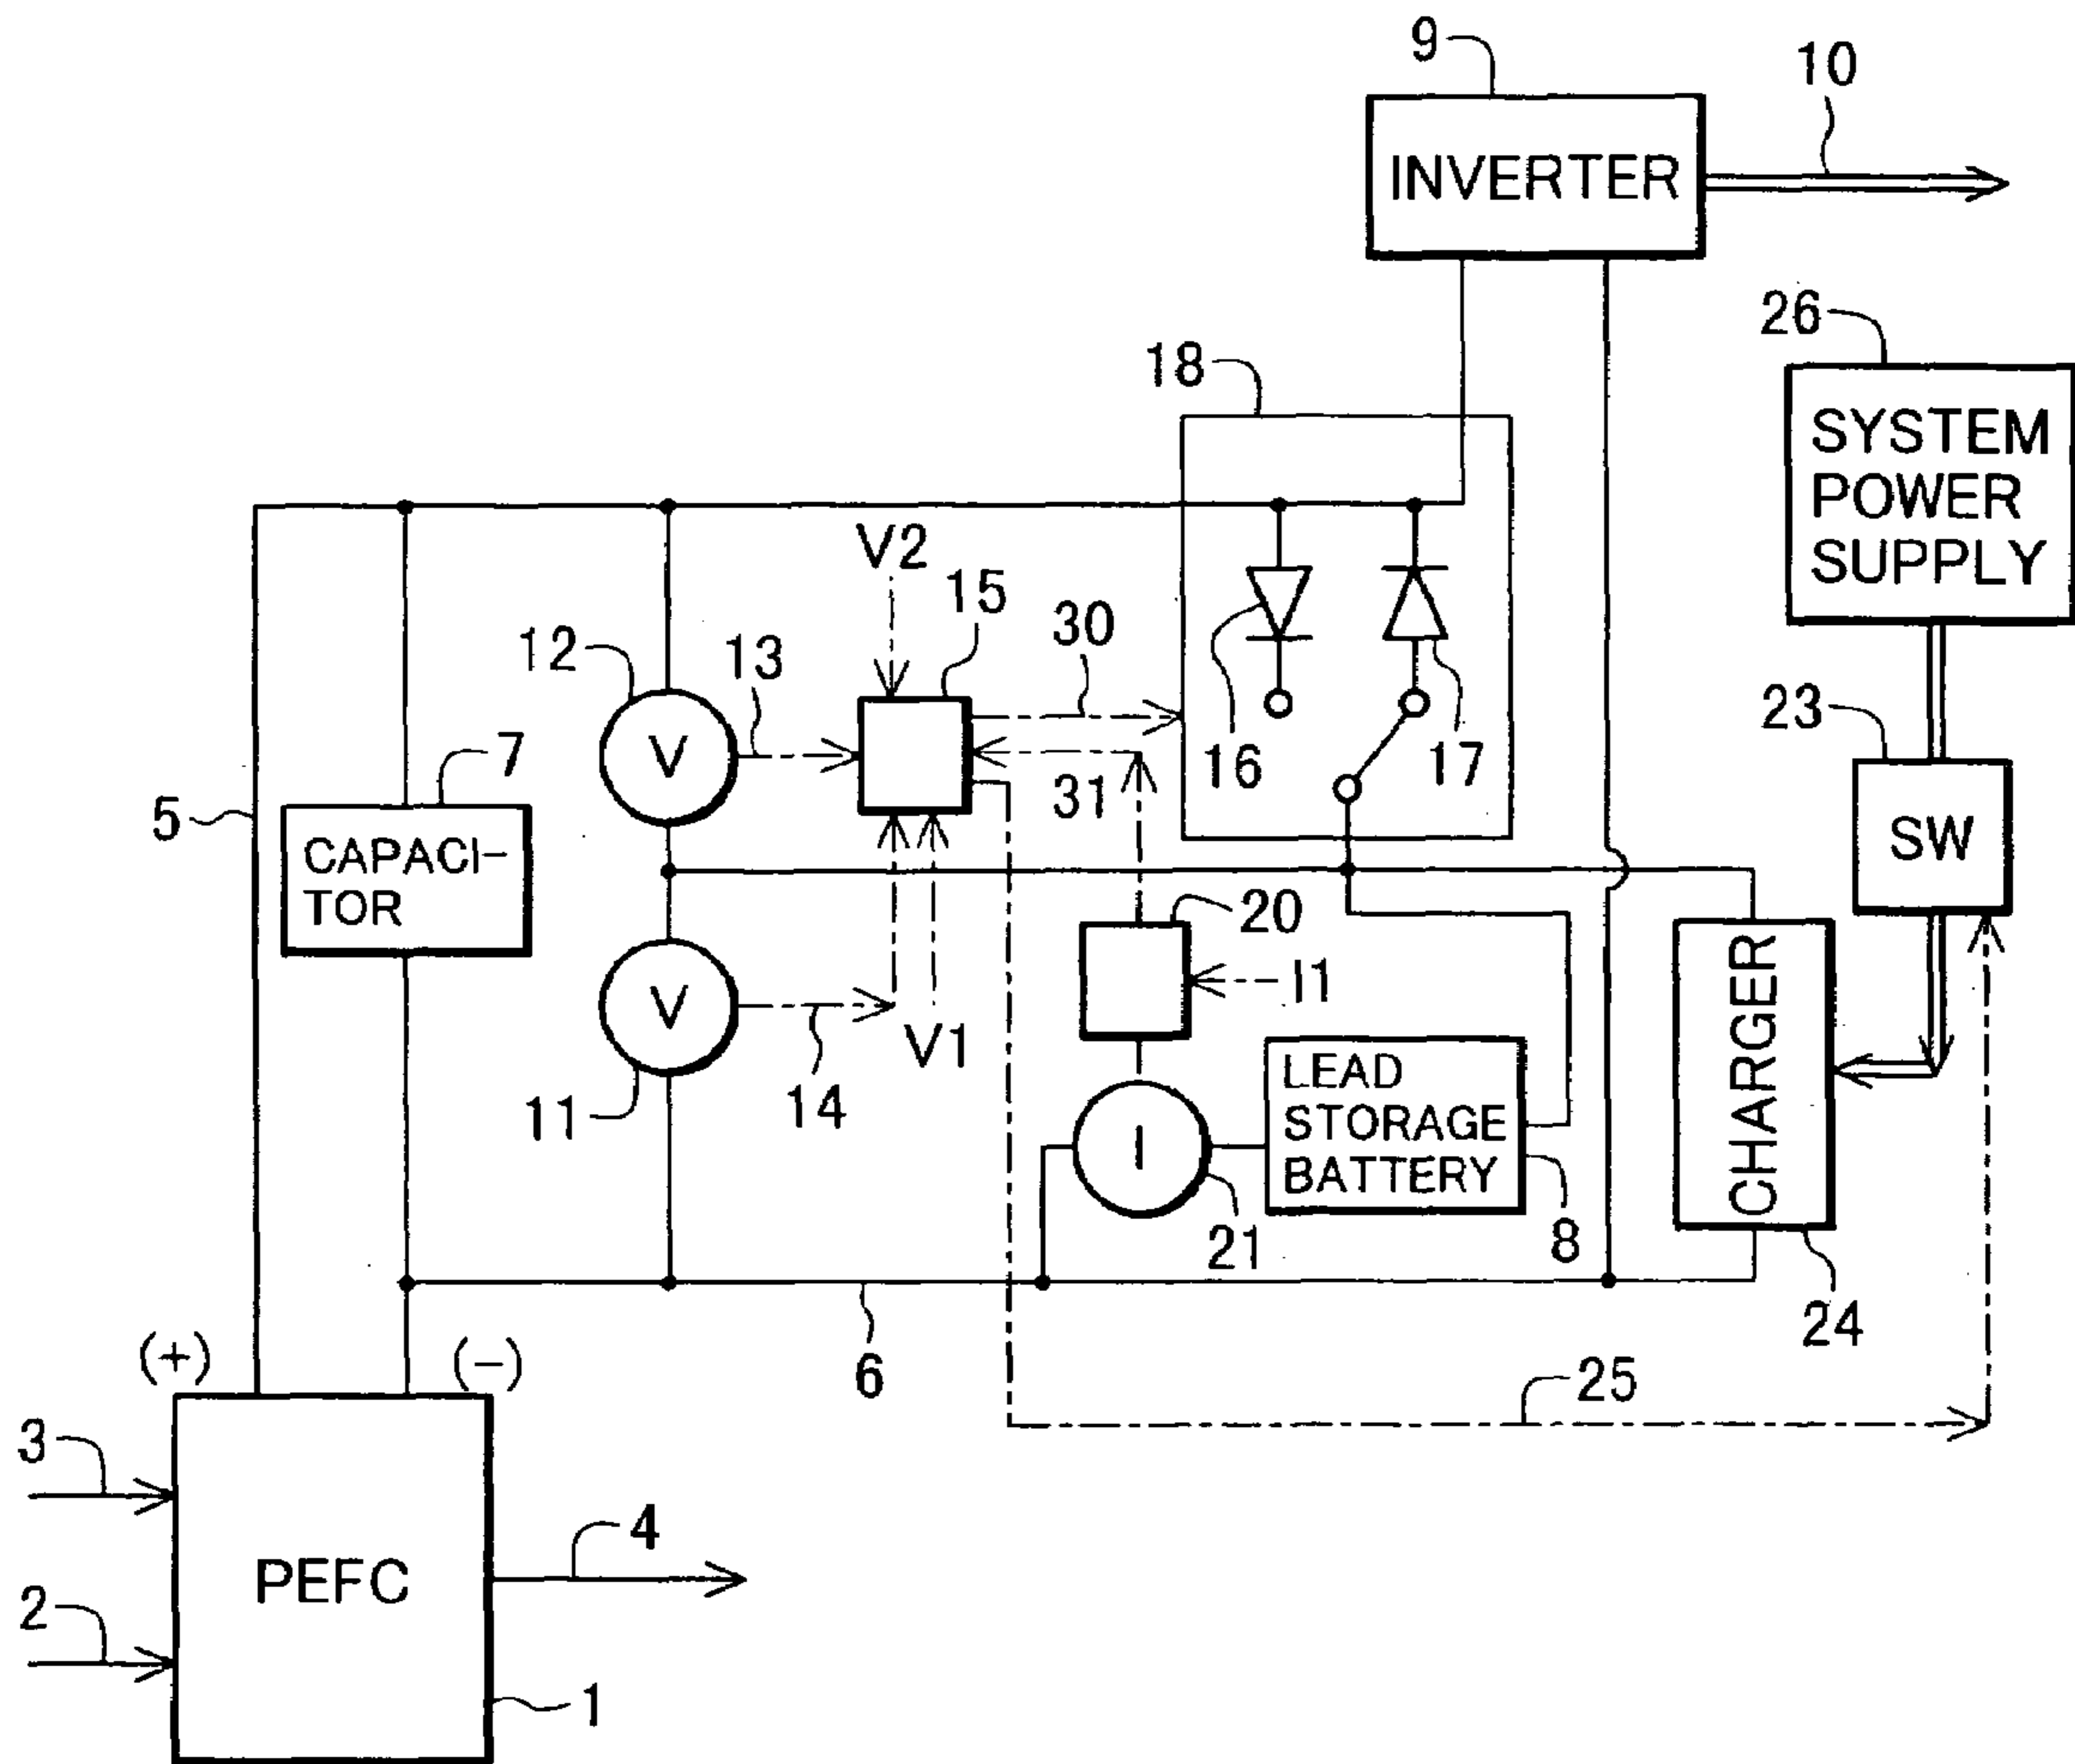 9
10
INVERTER
26
18
SYSTEM
POWER
SUPPLY
V2
15
30
12
13
23
16
17
7
31
5
SW
CAPACI-
TOR
20
I1
V
V
V1
14
11
LEAD
STORAGE
BATTERY
I
CHARGER
21
8
24
(+)
(-)
6
25
3
4
PEFC
2
1